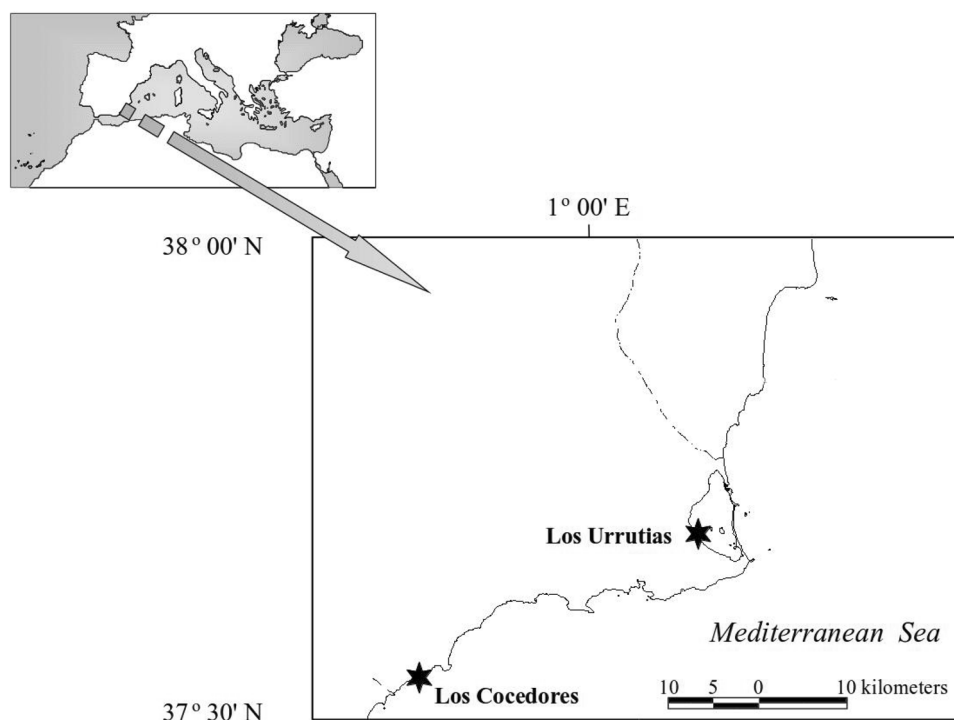 1° 00' E
38° 00' N
Los Urrutias
Mediterranean Sea
Los Cocedores
10 5 0 10 kilometers
37° 30' N